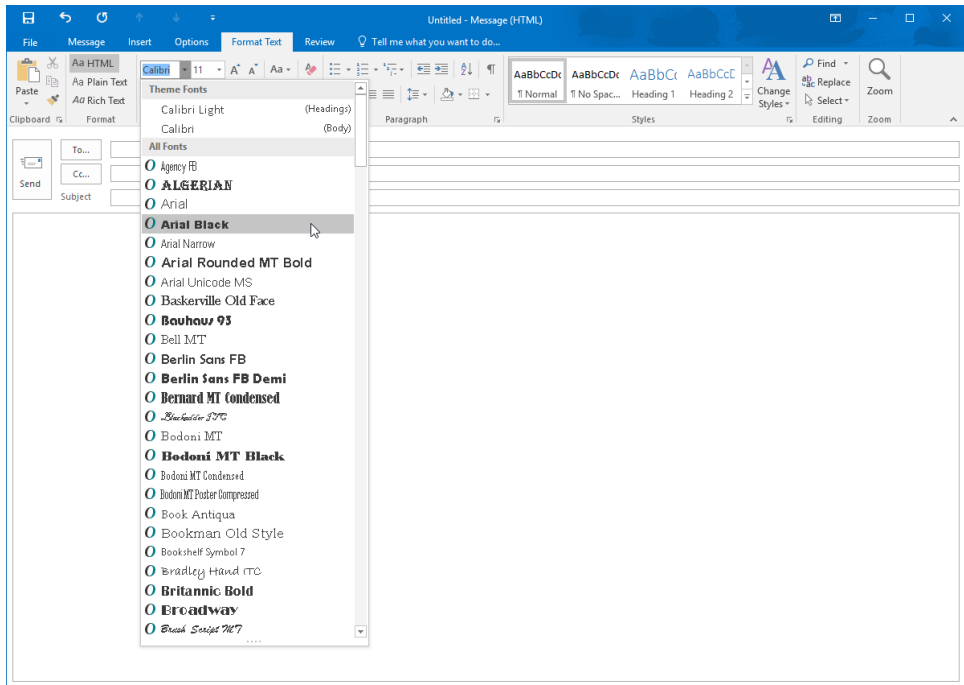 Untitled - Message (HTML)
File Message Insert Options Format Text Review Tell me what you want to do...
Paste
Clipboard
Aa HTML
Aa Plain Text
Aa Rich Text
Format
Calibri 11 Aa
Paragraph
AaBbCcDc AaBbCcDc AaBbCc AaBbCcD
¶ Normal ¶ No Spac... Heading 1 Heading 2
Change
Styles
Styles
Find
Replace
Select
Editing
Zoom
Zoom
Send
To...
Cc...
Subject
Theme Fonts
Calibri Light (Headings)
Calibri (Body)
All Fonts
O Agency FB
O ALGERIAN
O Arial
O Arial Black
O Arial Narrow
O Arial Rounded MT Bold
O Arial Unicode MS
O Baskerville Old Face
O Bauhaus 93
O Bell MT
O Berlin Sans FB
O Berlin Sans FB Demi
O Bernard MT Condensed
O Blackadder ITC
O Bodoni MT
O Bodoni MT Black
O Bodoni MT Condensed
O Bodoni MT Poster Compressed
O Book Antiqua
O Bookman Old Style
O Bookshelf Symbol 7
O Bradley Hand ITC
O Britannic Bold
O Broadway
O Brush Script MT